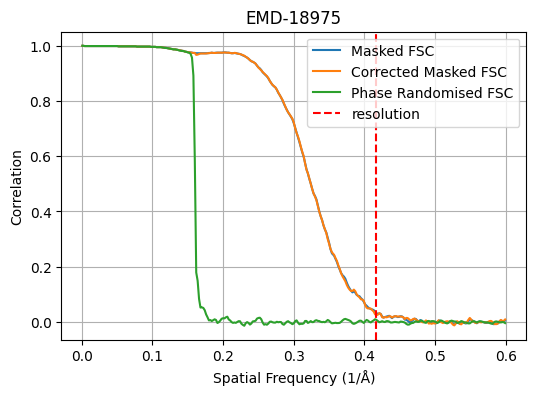 EMD-18975
1.0
0.8
0.6
0.4
0.2
0.0
Correlation
Masked FSC
Corrected Masked FSC
Phase Randomised FSC
resolution
0.0 0.1 0.2 0.3 0.4 0.5 0.6
Spatial Frequency (1/Å)